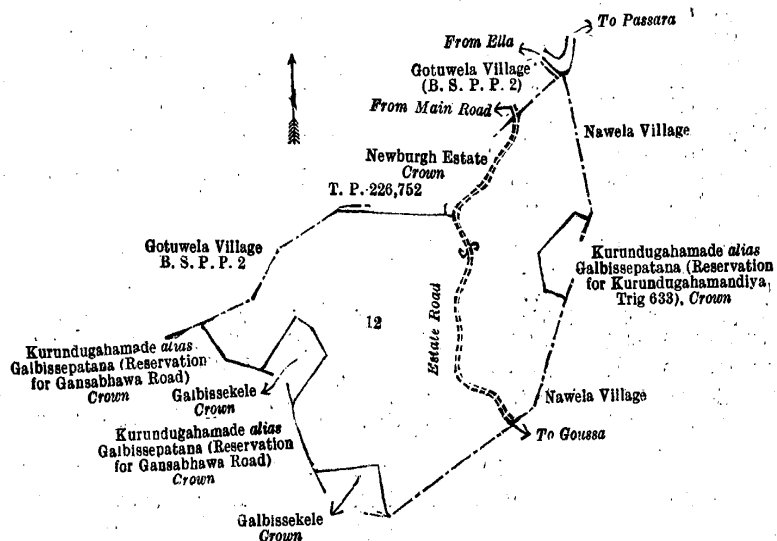 To Passara
From Ella
Gotuwela Village
(B. S. P. P. 2)
From Main Road
Nawela Village
Newburgh Estate
Crown
T. P. 226,752
Gotuwela Village
B. S. P. P. 2
Kurundugahamade alias
Galbissepatana (Reservation
for Kurundugahamandiya,
Trig 633), Crown
12
Estate Road
Kurundugahamade alias
Galbissepatana (Reservation
for Gansabhawa Road)
Crown
Galbissekele
Crown
Nawela Village
Kurundugahamade alias
Galbissepatana (Reservation
for Gansabhawa Road)
Crown
To Goussa
Galbissekele
Crown